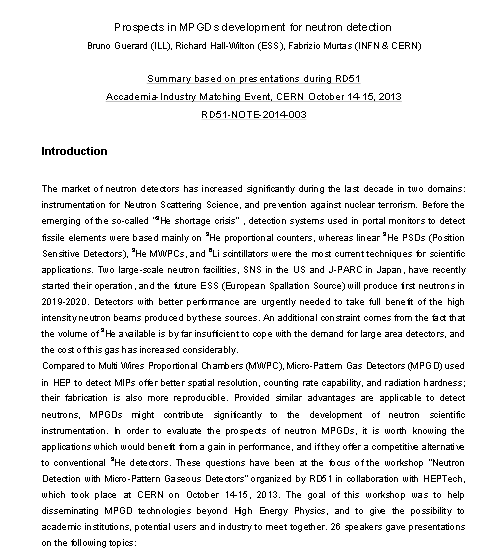 Prospects in MPGDs development for neutron detection
Bruno Guerard (ILL), Richard Hall-Wilton (ESS), Fabrizio Murtas (INFN & CERN)
Summary based on presentations during RD51
Accademia-Industry Matching Event, CERN October 14-15, 2013
RD51-NOTE-2014-003
Introduction
The market of neutron detectors has increased significantly during the last decade in two domains:
instrumentation for Neutron Scattering Science, and prevention against nuclear terrorism. Before the
emerging of the so-called "³He shortage crisis" , detection systems used in portal monitors to detect
fissile elements were based mainly on ³He proportional counters, whereas linear ³He PSDs (Position
Sensitive Detectors), ³He MWPCs, and ⁶Li scintillators were the most current techniques for scientific
applications. Two large-scale neutron facilities, SNS in the US and J-PARC in Japan, have recently
started their operation, and the future ESS (European Spallation Source) will produce first neutrons in
2019-2020. Detectors with better performance are urgently needed to take full benefit of the high
intensity neutron beams produced by these sources. An additional constraint comes from the fact that
the volume of ³He available is by far insufficient to cope with the demand for large area detectors, and
the cost of this gas has increased considerably.
Compared to Multi Wires Proportional Chambers (MWPC), Micro-Pattern Gas Detectors (MPGD) used
in HEP to detect MIPs offer better spatial resolution, counting rate capability, and radiation hardness;
their fabrication is also more reproducible. Provided similar advantages are applicable to detect
neutrons, MPGDs might contribute significantly to the development of neutron scientific
instrumentation. In order to evaluate the prospects of neutron MPGDs, it is worth knowing the
applications which would benefit from a gain in performance, and if they offer a competitive alternative
to conventional ³He detectors. These questions have been at the focus of the workshop "Neutron
Detection with Micro-Pattern Gaseous Detectors" organized by RD51 in collaboration with HEPTech,
which took place at CERN on October 14-15, 2013. The goal of this workshop was to help
disseminating MPGD technologies beyond High Energy Physics, and to give the possibility to
academic institutions, potential users and industry to meet together. 26 speakers gave presentations
on the following topics: